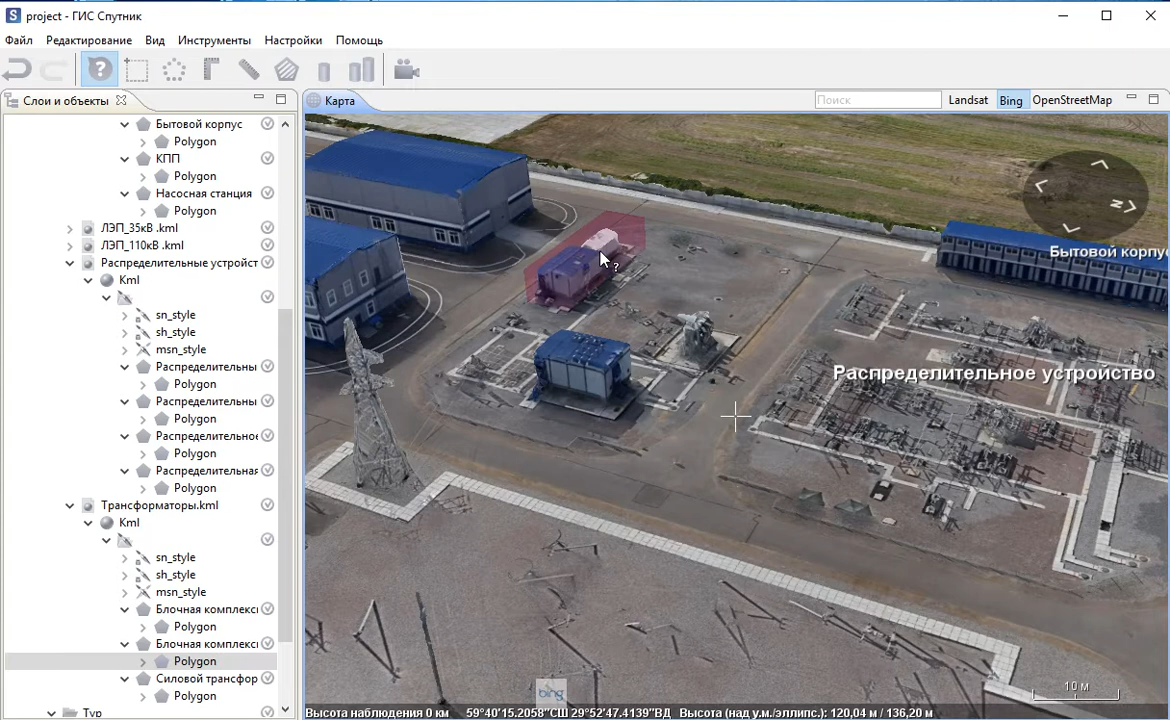 project - ГИС Спутник
Файл Редактирование Вид Инструменты Настройки Помощь
Слои и объекты
Карта
Поиск
Landsat Bing OpenStreetMap
Бытовой корпус
Polygon
КПП
Polygon
Насосная станция
Polygon
ЛЭП_35кВ .kml
ЛЭП_110кВ .kml
Распределительные устройст
Kml
sn_style
sh_style
msn_style
Распределительны
Polygon
Распределительны
Polygon
Распределительное
Polygon
Распределительная
Polygon
Трансформаторы.kml
Kml
sn_style
sh_style
msn_style
Блочная комплекс
Polygon
Блочная комплекс
Polygon
Силовой трансфор
Polygon
Тур
N
Бытовой корпус
Распределительное устройство
10 м
bing
Высота наблюдения 0 км 59°40'15.2058"СШ 29°52'47.4139"ВД Высота (над у.м./эллипс.): 120,04 м / 136,20 м